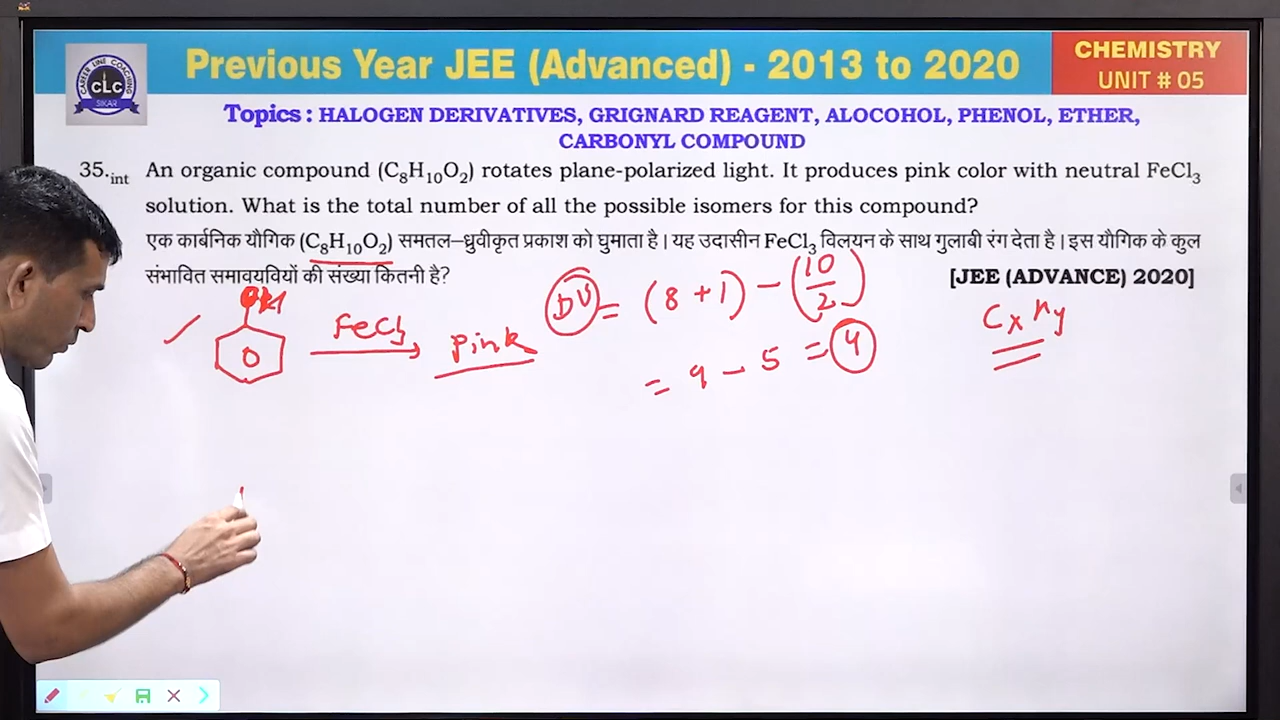 Previous Year JEE (Advanced) - 2013 to 2020
CHEMISTRY
UNIT # 05
CAREER LINE COACHING
CLC
SIKAR
Topics : HALOGEN DERIVATIVES, GRIGNARD REAGENT, ALOCOHOL, PHENOL, ETHER,
CARBONYL COMPOUND
35.int An organic compound (C₈H₁₀O₂) rotates plane-polarized light. It produces pink color with neutral FeCl₃
solution. What is the total number of all the possible isomers for this compound?
एक कार्बनिक यौगिक (C₈H₁₀O₂) समतल–ध्रुवीकृत प्रकाश को घुमाता है। यह उदासीन FeCl₃ विलयन के साथ गुलाबी रंग देता है। इस यौगिक के कुल
संभावित समावयवियों की संख्या कितनी है? [JEE (ADVANCE) 2020]
FeCl₃ Pink
DU = (8 + 1) - (10/2)
= 9 - 5 = 4
CxHy